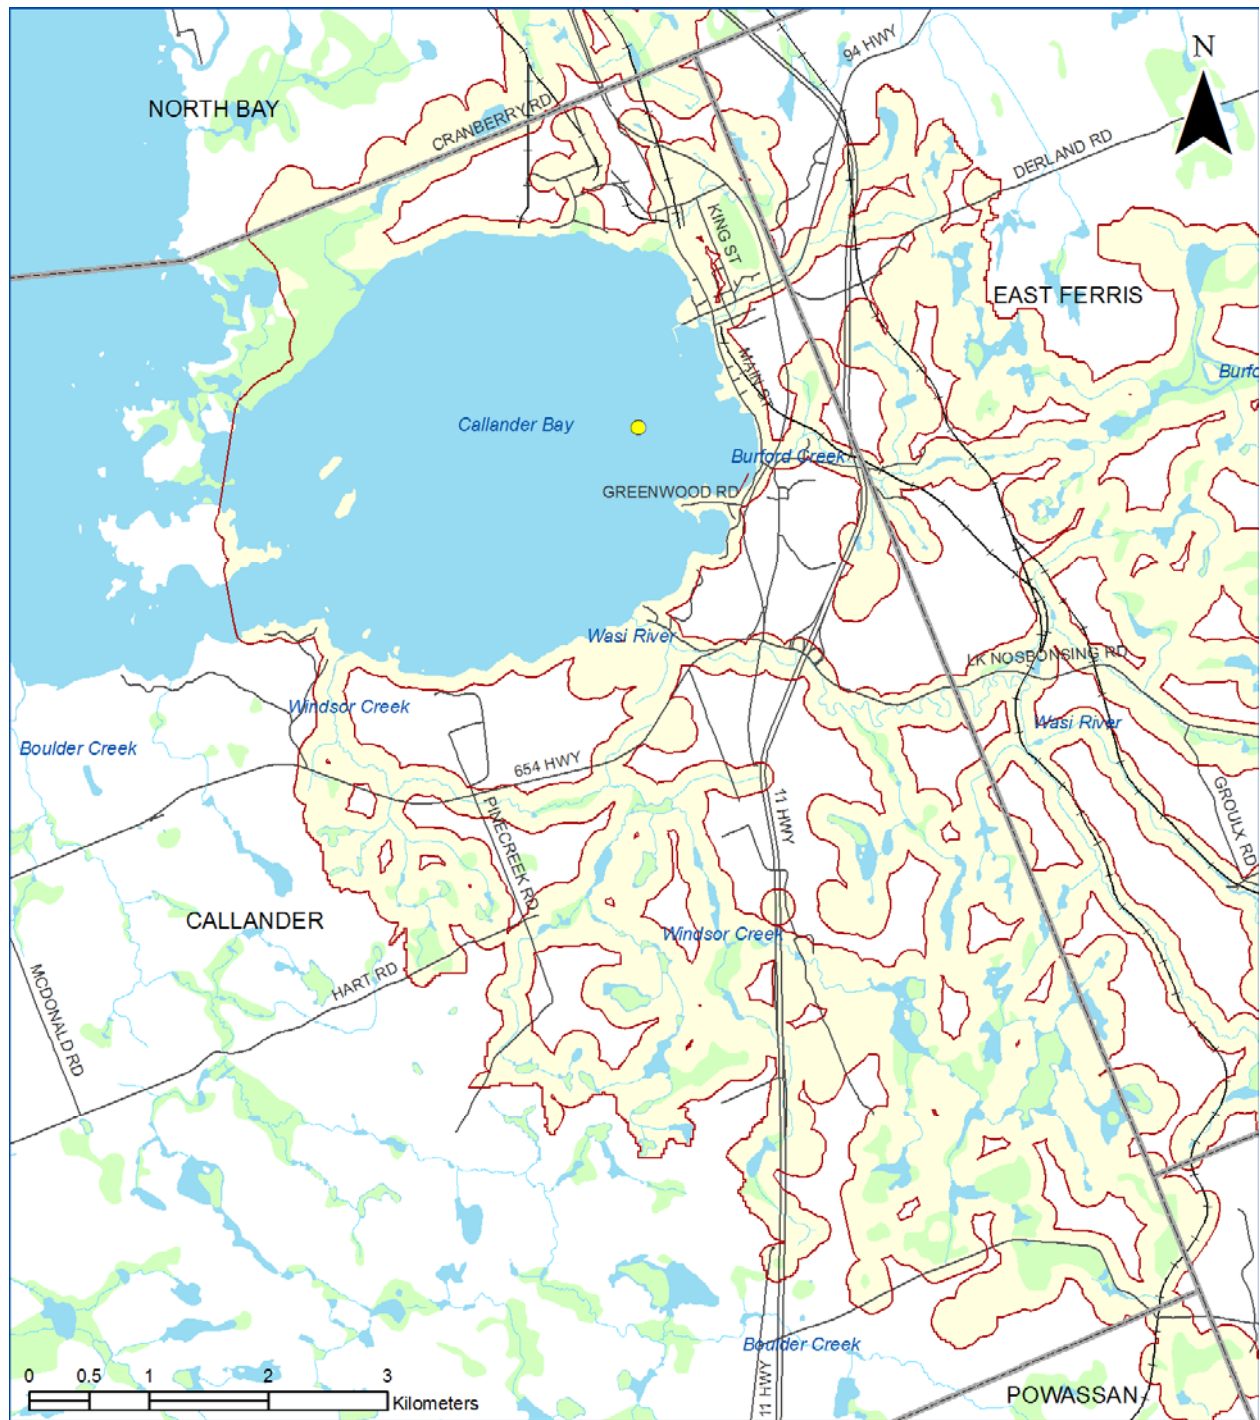 N
94 HWY
NORTH BAY
CRANBERRY RD
DERLAND RD
KING ST
EAST FERRIS
MAIN ST
Burfo
Callander Bay
Burford Creek
GREENWOOD RD
Wasi River
LK NOSBONSING RD
Windsor Creek
Wasi River
Boulder Creek
654 HWY
GROULX RD
11 HWY
PINECREEK RD
CALLANDER
Windsor Creek
HART RD
MCDONALD RD
Boulder Creek
11 HWY
POWASSAN
0 0.5 1 2 3
Kilometers